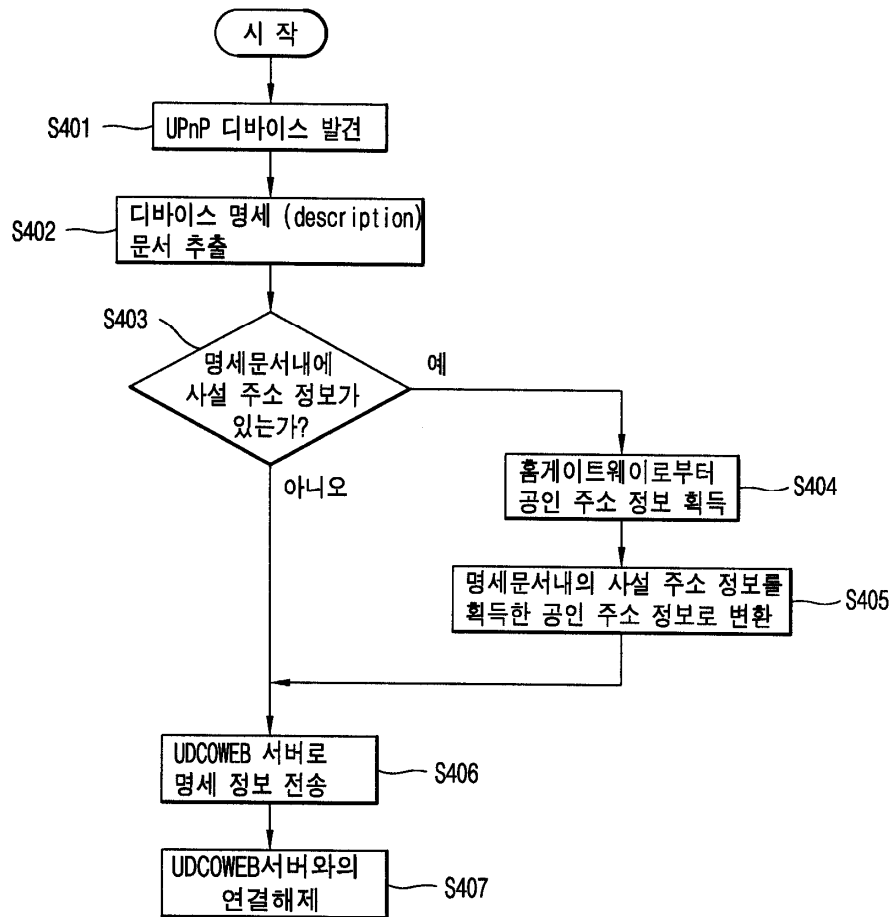 시 작
S401
UPnP 디바이스 발견
S402
디바이스 명세 (description)
문서 추출
S403
명세문서내에
사설 주소 정보가
있는가?
예
아니오
홈게이트웨이로부터
공인 주소 정보 획득
S404
명세문서내의 사설 주소 정보를
획득한 공인 주소 정보로 변환
S405
UDCOWEB 서버로
명세 정보 전송
S406
UDCOWEB서버와의
연결해제
S407